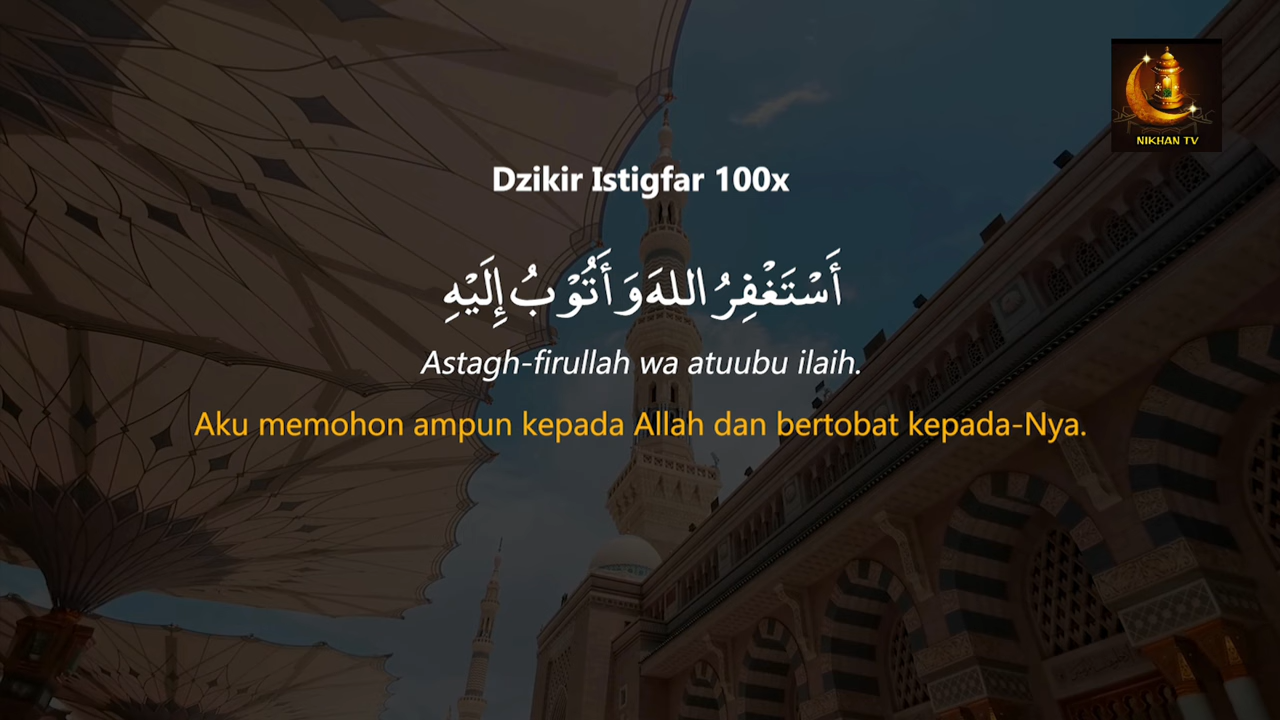 NIKHAN TV
Dzikir Istigfar 100x
أَسْتَغْفِرُ اللهَ وَ أَتُوْبُ إِلَيْهِ
Astagh-firullah wa atuubu ilaih.
Aku memohon ampun kepada Allah dan bertobat kepada-Nya.